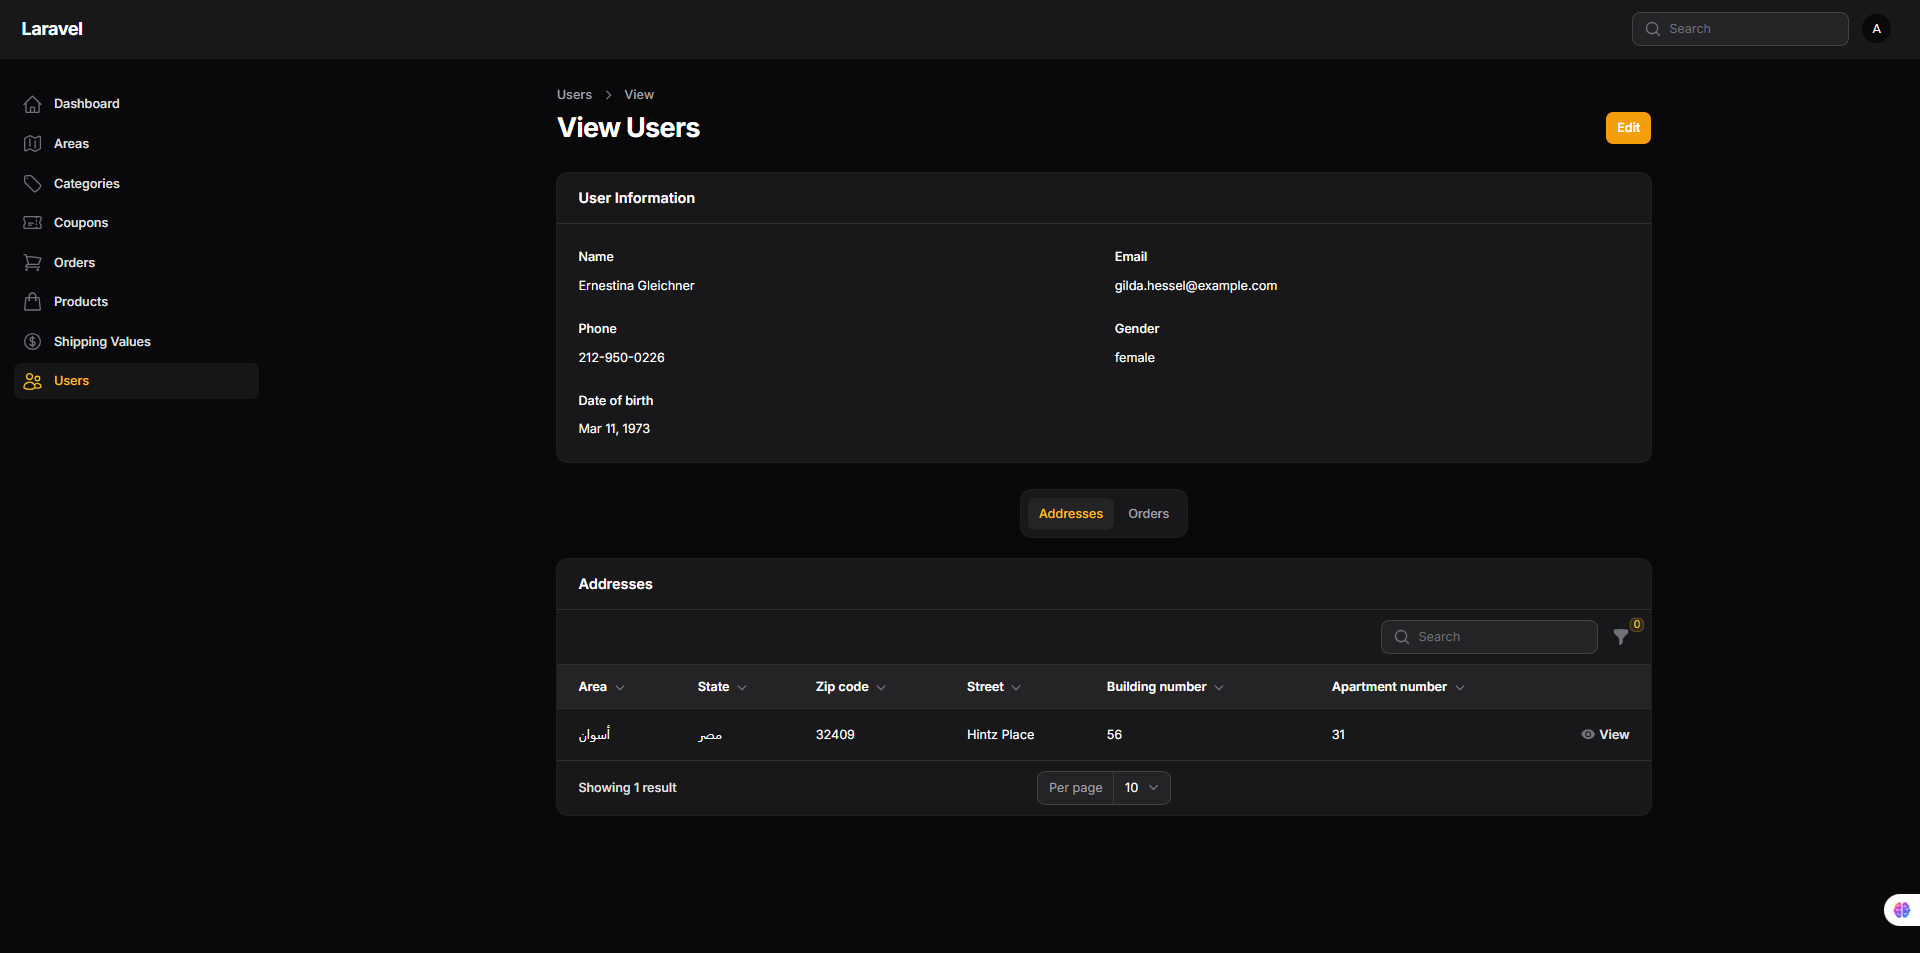 Laravel
Search
A
Dashboard
Areas
Categories
Coupons
Orders
Products
Shipping Values
Users
Users > View
View Users
Edit
User Information
Name
Ernestina Gleichner
Email
gilda.hessel@example.com
Phone
212-950-0226
Gender
female
Date of birth
Mar 11, 1973
Addresses Orders
Addresses
Search
0
Area State Zip code Street Building number Apartment number
أسوان مصر 32409 Hintz Place 56 31 View
Showing 1 result
Per page 10